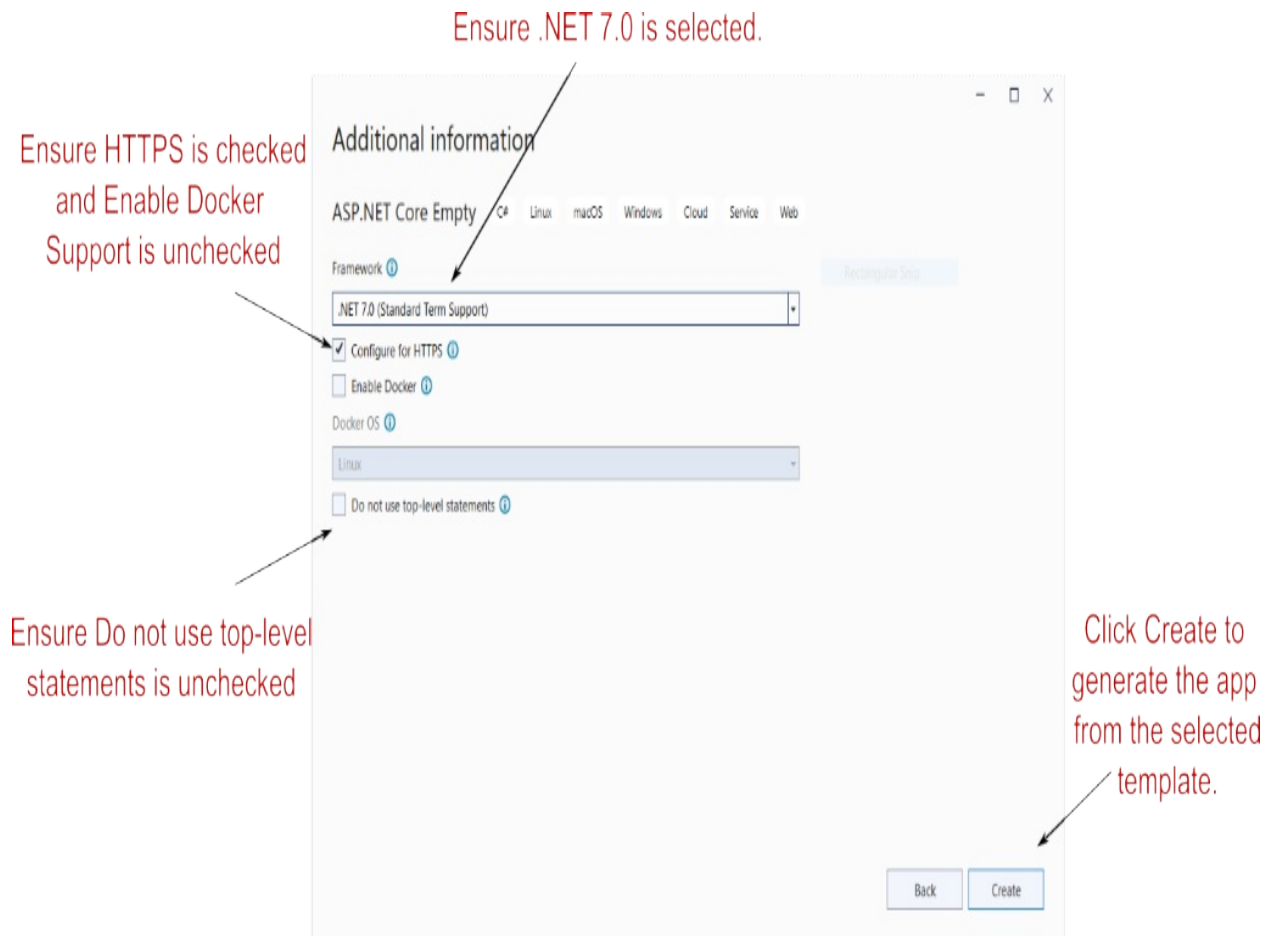 Ensure .NET 7.0 is selected.
Ensure HTTPS is checked
and Enable Docker
Support is unchecked
Additional information
ASP.NET Core Empty C# Linux macOS Windows Cloud Service Web
Framework
Rectangular Snip
.NET 7.0 (Standard Term Support)
Configure for HTTPS
Enable Docker
Docker OS
Linux
Do not use top-level statements
Ensure Do not use top-level
statements is unchecked
Click Create to
generate the app
from the selected
template.
Back Create